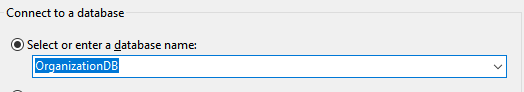 Connect to a database
Select or enter a database name:
OrganizationDB